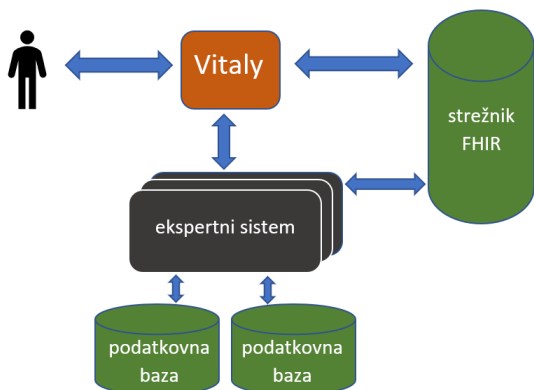 Vitaly
strežnik
FHIR
ekspertni sistem
podatkovna
baza
podatkovna
baza